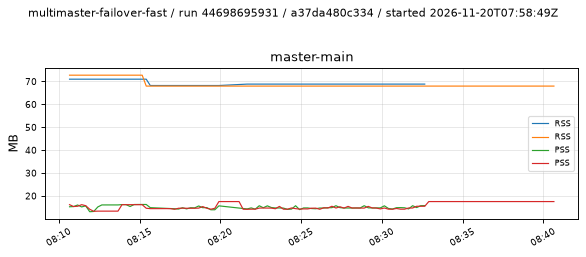 multimaster-failover-fast / run 44698695931 / a37da480c334 / started 2026-11-20T07:58:49Z
master-main
MB
70
60
50
40
30
20
RSS
RSS
PSS
PSS
08:10
08:15
08:20
08:25
08:30
08:35
08:40